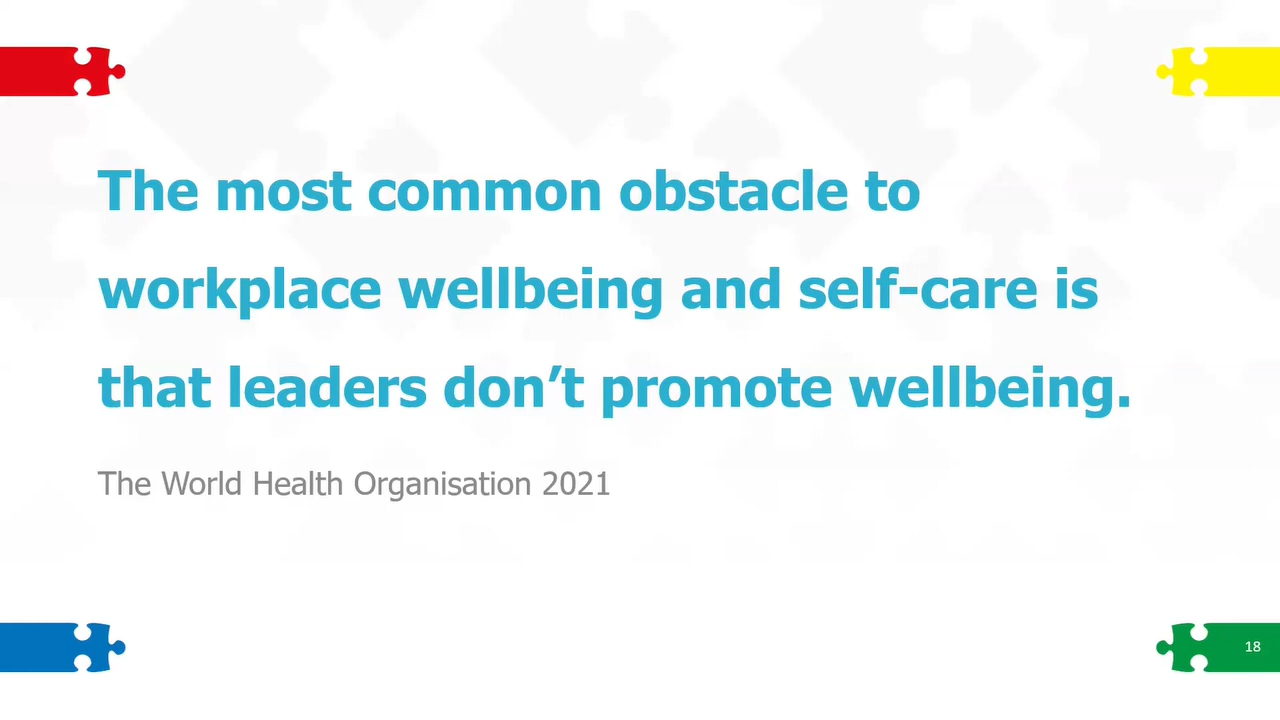 The most common obstacle to
workplace wellbeing and self-care is
that leaders don’t promote wellbeing.
The World Health Organisation 2021
18